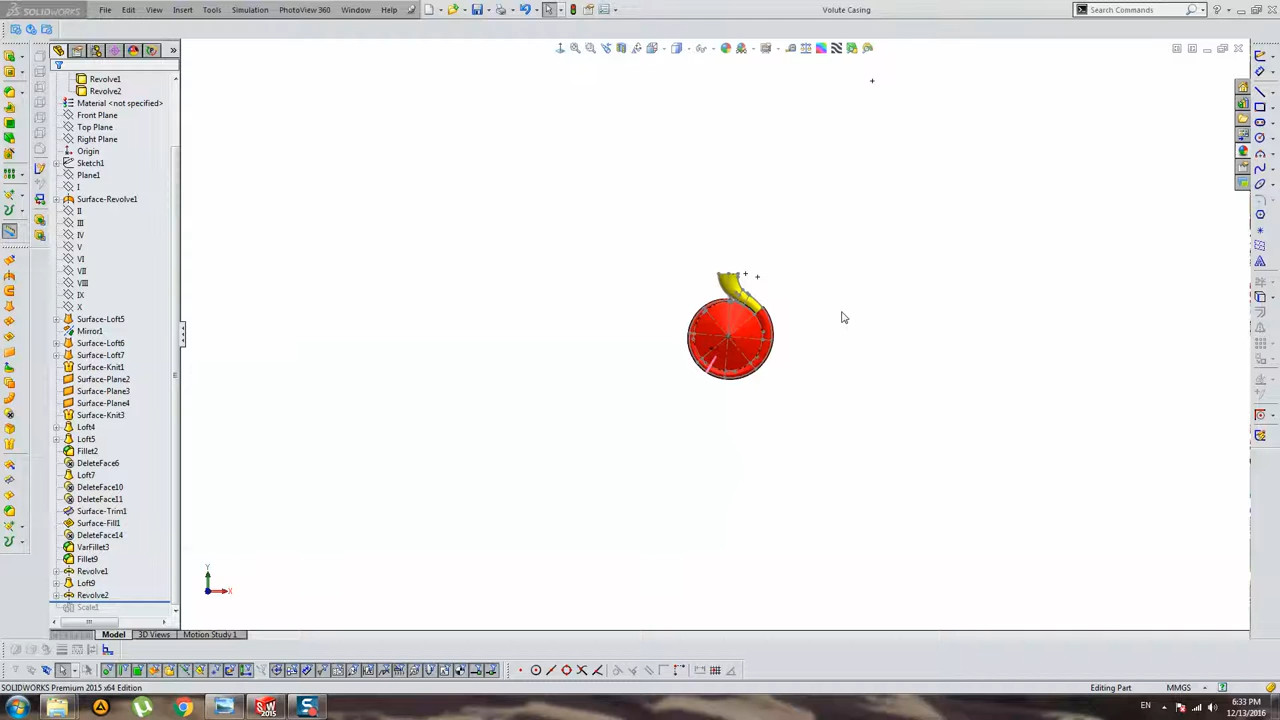 SOLIDWORKS
File
Edit
View
Insert
Tools
Simulation
PhotoView 360
Window
Help
Volute Casing
Search Commands
Revolve1
Revolve2
Material <not specified>
Front Plane
Top Plane
Right Plane
Origin
Sketch1
Plane1
I
Surface-Revolve1
II
III
IV
V
VI
VII
VIII
IX
X
Surface-Loft5
Mirror1
Surface-Loft6
Surface-Loft7
Surface-Knit1
Surface-Plane2
Surface-Plane3
Surface-Plane4
Surface-Knit3
Loft4
Loft5
Fillet2
DeleteFace6
Loft7
DeleteFace10
DeleteFace11
Surface-Trim1
Surface-Fill1
DeleteFace14
VarFillet3
Fillet9
Revolve1
Loft9
Revolve2
Scale1
Y
X
Model
3D Views
Motion Study 1
SOLIDWORKS Premium 2015 x64 Edition
Editing Part
MMGS
EN
6:33 PM
12/13/2016